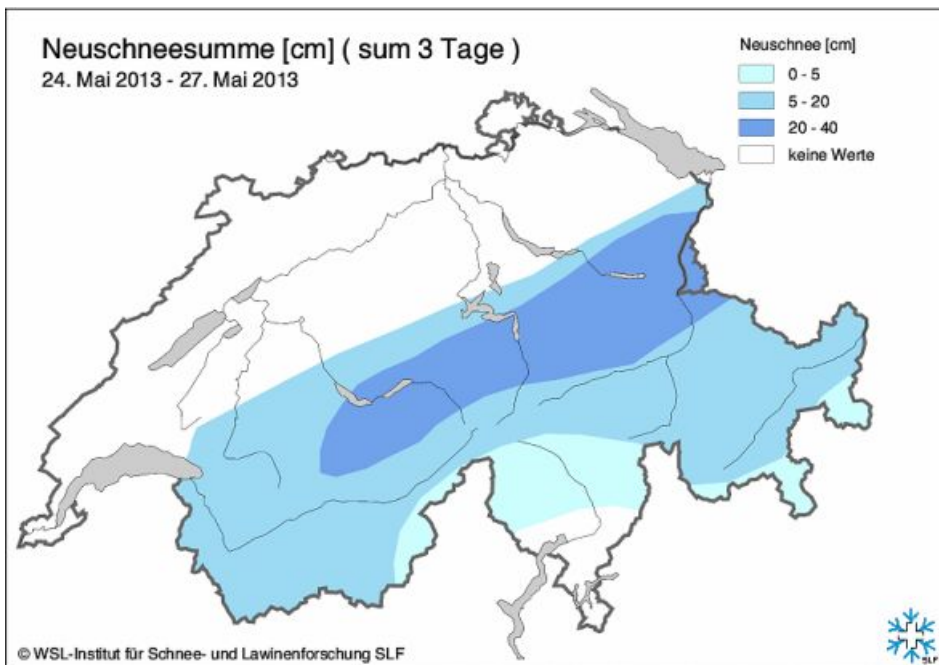 Neuschneesumme [cm] ( sum 3 Tage )
24. Mai 2013 - 27. Mai 2013
Neuschnee [cm]
0 - 5
5 - 20
20 - 40
keine Werte
© WSL-Institut für Schnee- und Lawinenforschung SLF
SLF